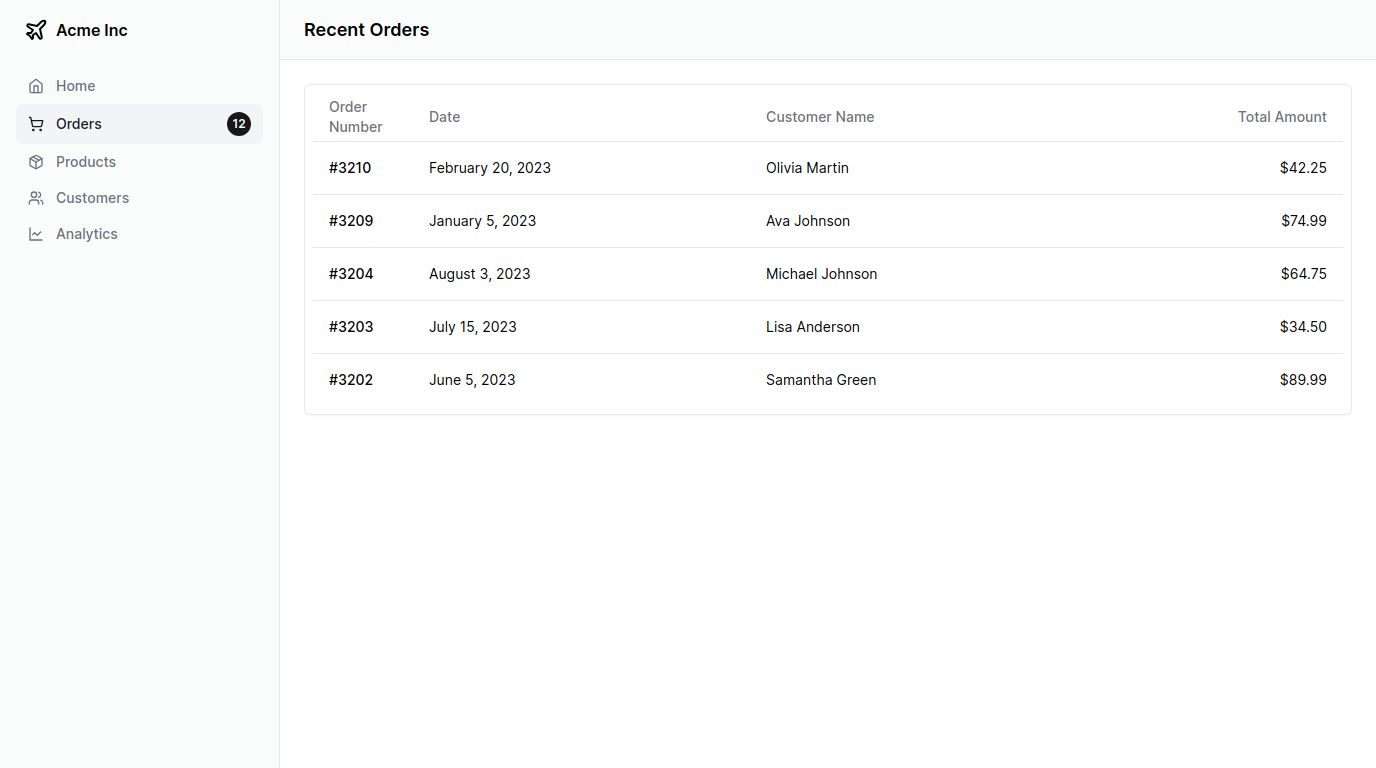 Acme Inc
Home
Orders 12
Products
Customers
Analytics
Recent Orders
Order Number Date Customer Name Total Amount
#3210 February 20, 2023 Olivia Martin $42.25
#3209 January 5, 2023 Ava Johnson $74.99
#3204 August 3, 2023 Michael Johnson $64.75
#3203 July 15, 2023 Lisa Anderson $34.50
#3202 June 5, 2023 Samantha Green $89.99